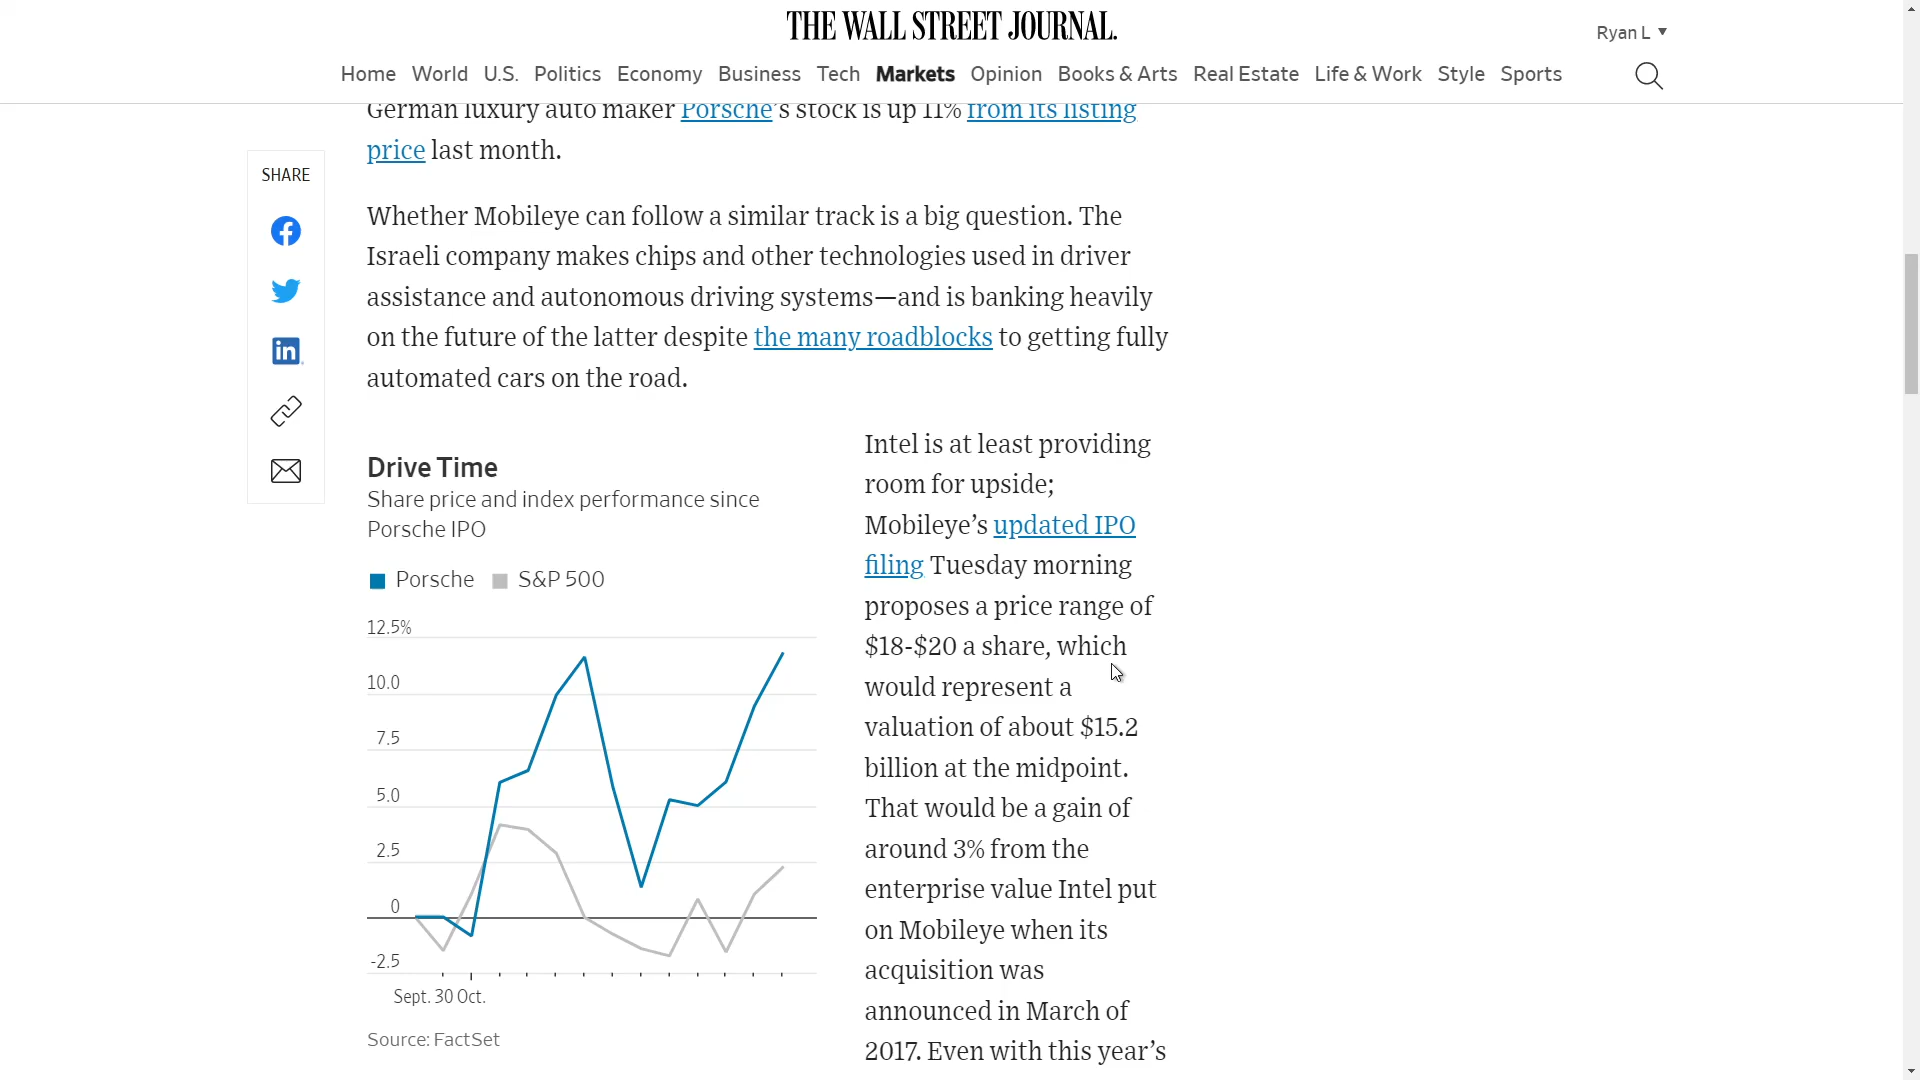 THE WALL STREET JOURNAL.
Ryan L
Home World U.S. Politics Economy Business Tech Markets Opinion Books & Arts Real Estate Life & Work Style Sports
German luxury auto maker Porsche's stock is up 11% from its listing
price last month.
SHARE
Whether Mobileye can follow a similar track is a big question. The
Israeli company makes chips and other technologies used in driver
assistance and autonomous driving systems—and is banking heavily
on the future of the latter despite the many roadblocks to getting fully
automated cars on the road.
Drive Time
Share price and index performance since
Porsche IPO
Porsche S&P 500
12.5%
10.0
7.5
5.0
2.5
0
-2.5
Sept. 30 Oct.
Source: FactSet
Intel is at least providing
room for upside;
Mobileye's updated IPO
filing Tuesday morning
proposes a price range of
$18-$20 a share, which
would represent a
valuation of about $15.2
billion at the midpoint.
That would be a gain of
around 3% from the
enterprise value Intel put
on Mobileye when its
acquisition was
announced in March of
2017. Even with this year's